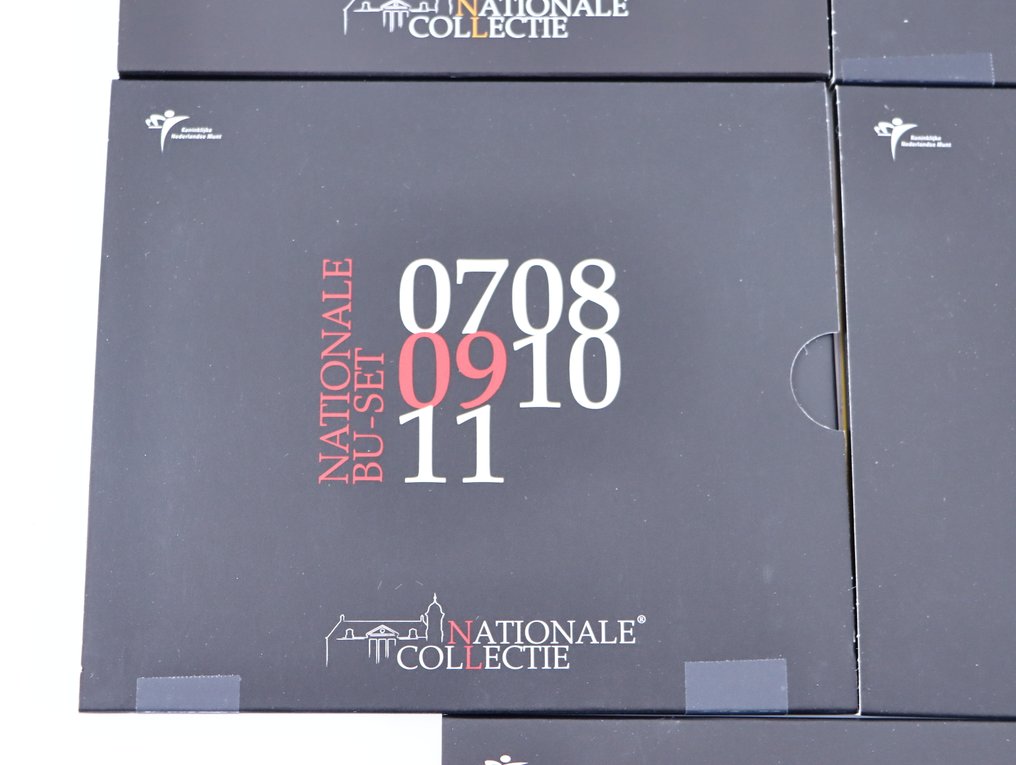 NATIONALE
COLLECTIE
Koninklijke
Nederlandse Munt
Koninklijke
Nederlandse Munt
NATIONALE
BU-SET
0708
0910
11
NATIONALE®
COLLECTIE